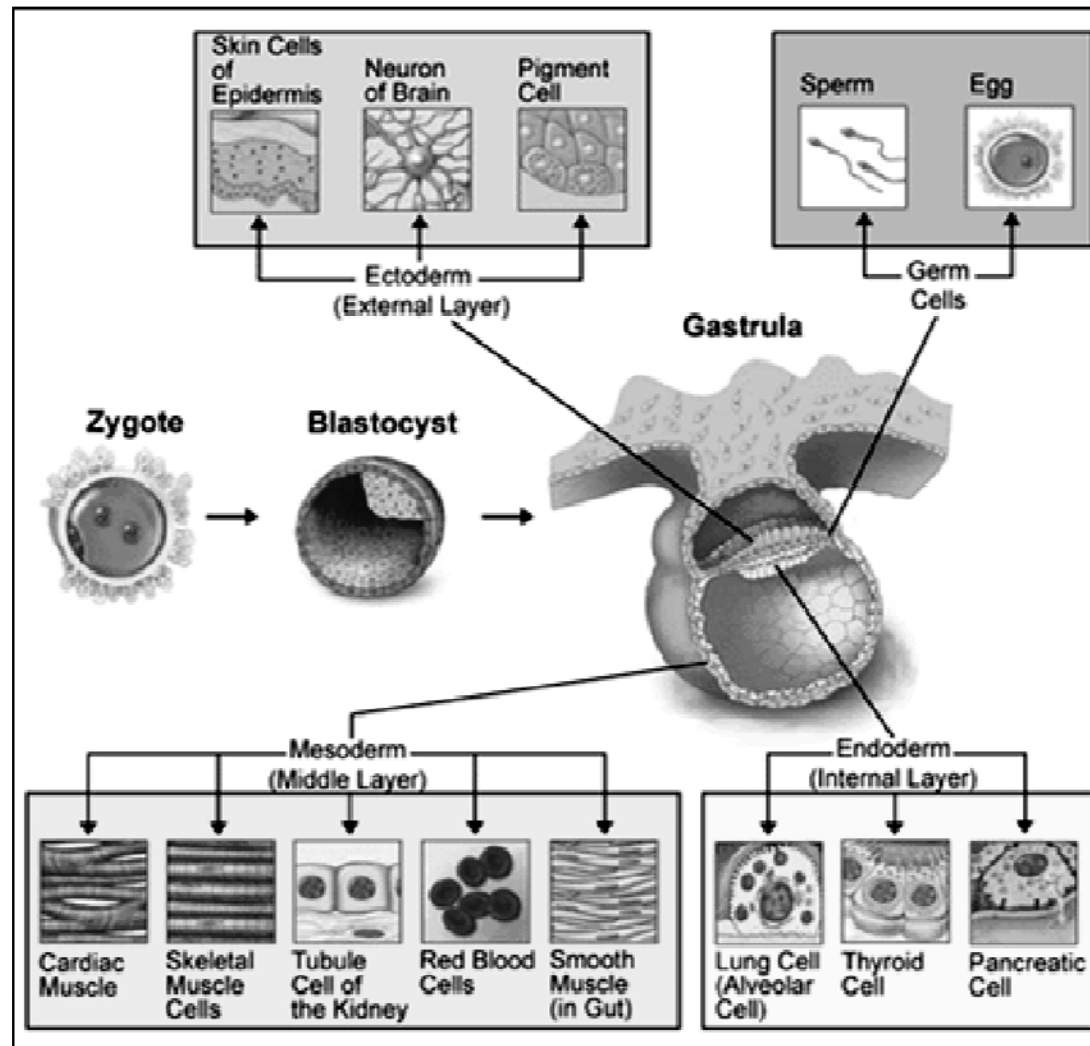 Skin Cells
of
Epidermis
Neuron
of Brain
Pigment
Cell
Sperm
Egg
Ectoderm
(External Layer)
Germ
Cells
Gastrula
Zygote
Blastocyst
Mesoderm
(Middle Layer)
Endoderm
(Internal Layer)
Cardiac
Muscle
Skeletal
Muscle
Cells
Tubule
Cell of
the Kidney
Red Blood
Cells
Smooth
Muscle
(in Gut)
Lung Cell
(Alveolar
Cell)
Thyroid
Cell
Pancreatic
Cell